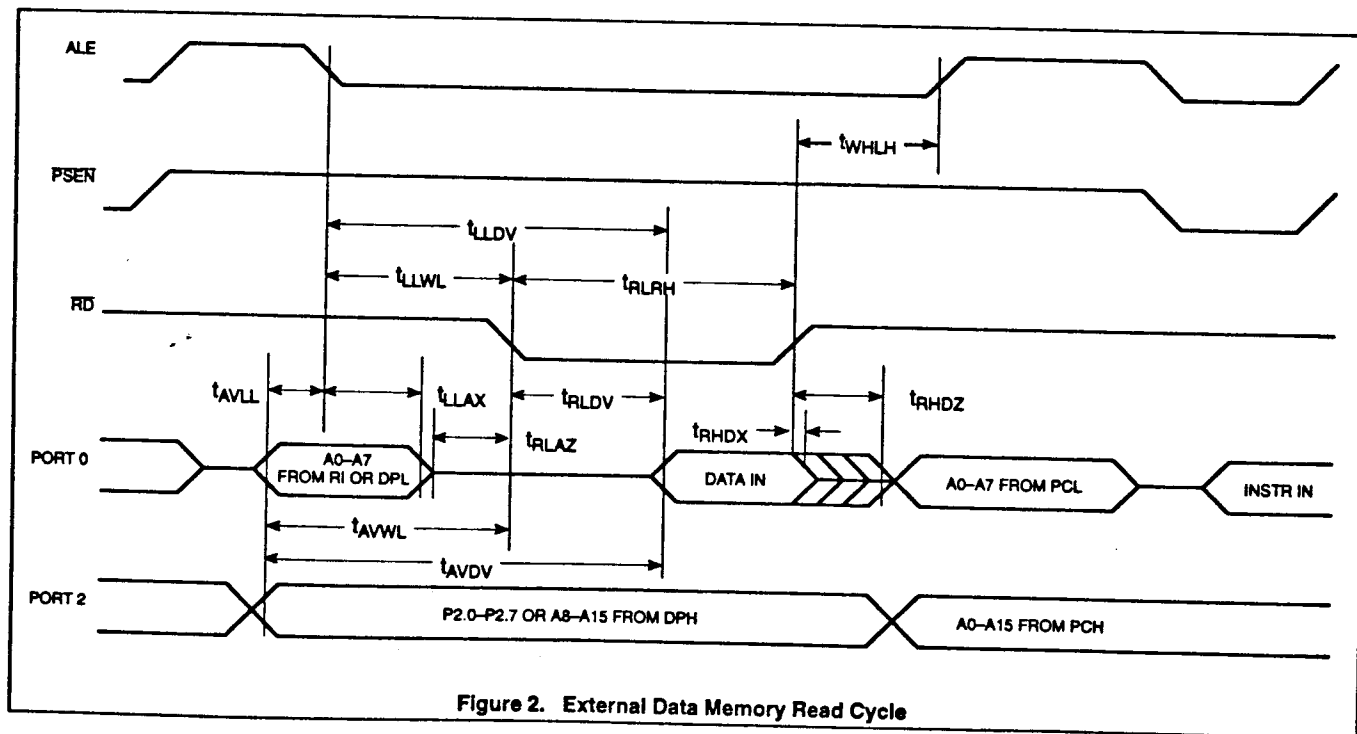 ALE
tWHLH
PSEN
tLLDV
tLLWL
tRLRH
RD
tAVLL
tLLAX
tRLDV
tRHDZ
tRLAZ
tRHDX
PORT 0
A0–A7
FROM RI OR DPL
DATA IN
A0–A7 FROM PCL
INSTR IN
tAVWL
tAVDV
PORT 2
P2.0–P2.7 OR A8–A15 FROM DPH
A0–A15 FROM PCH
Figure 2. External Data Memory Read Cycle